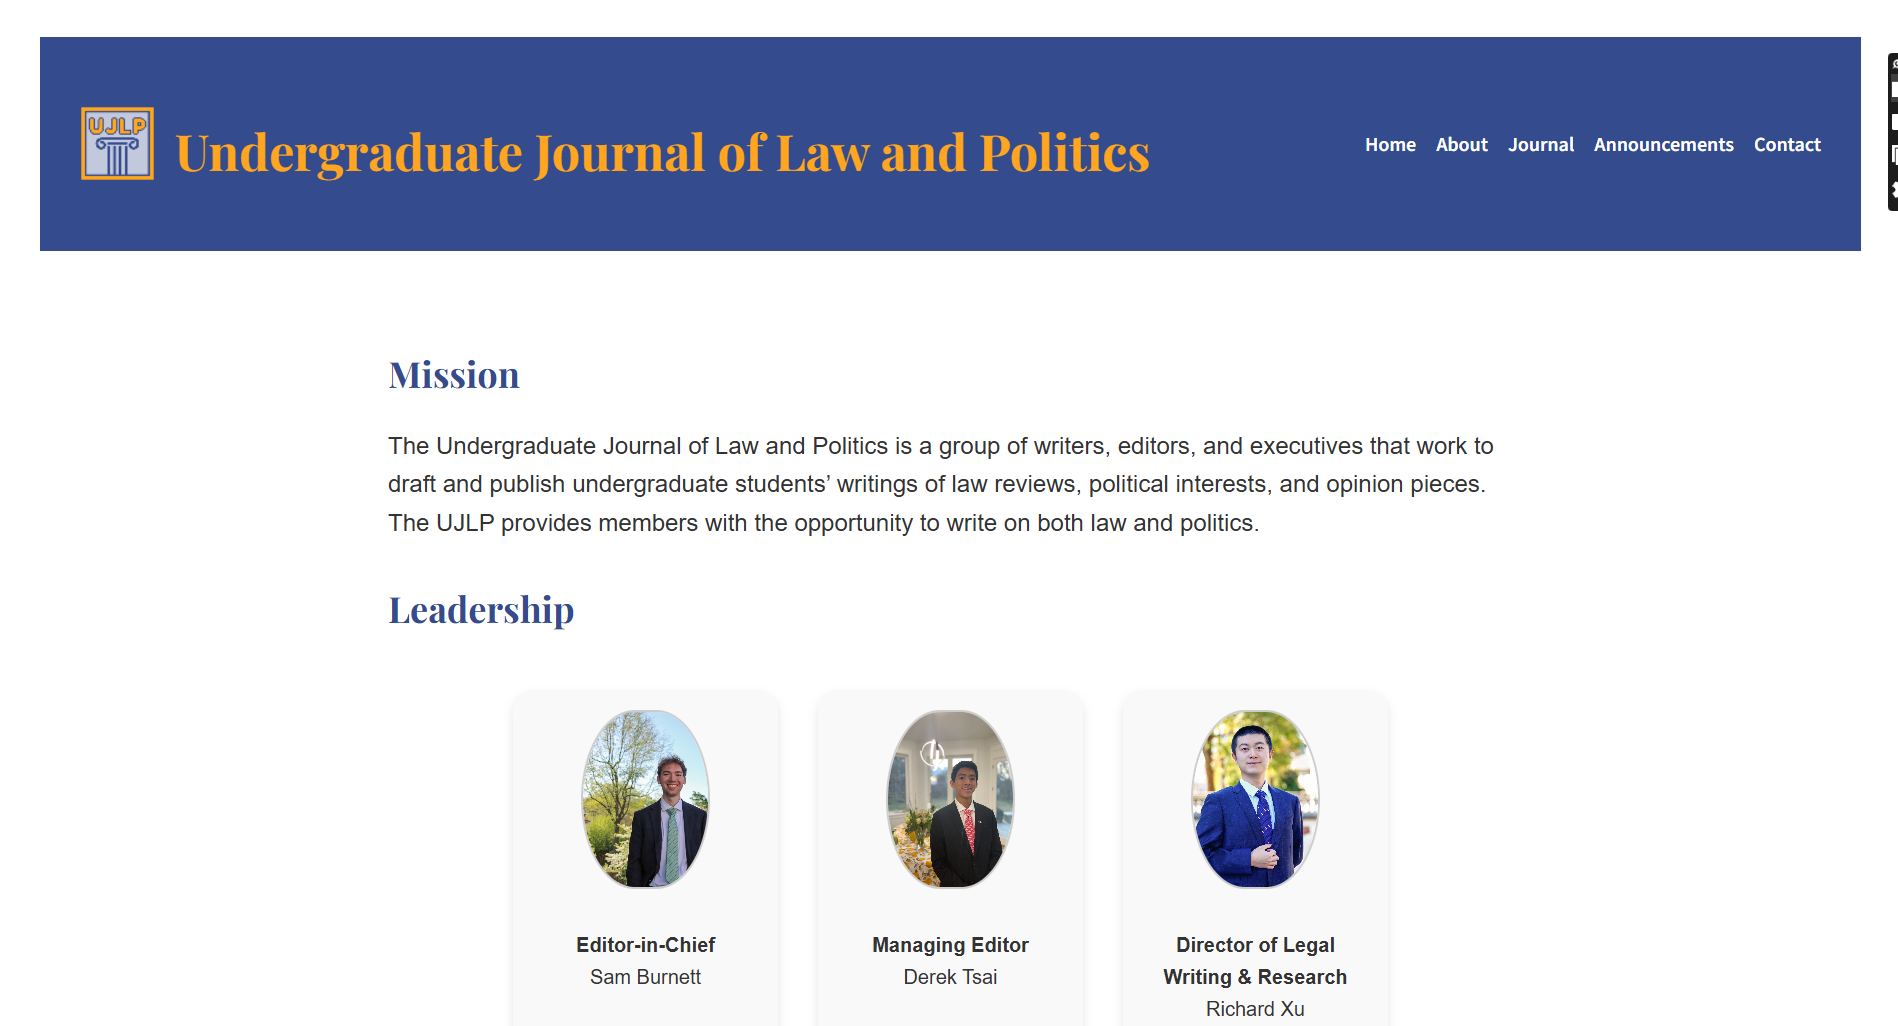 UJLP
Undergraduate Journal of Law and Politics
Home About Journal Announcements Contact
Mission
The Undergraduate Journal of Law and Politics is a group of writers, editors, and executives that work to
draft and publish undergraduate students’ writings of law reviews, political interests, and opinion pieces.
The UJLP provides members with the opportunity to write on both law and politics.
Leadership
Editor-in-Chief
Sam Burnett
Managing Editor
Derek Tsai
Director of Legal
Writing & Research
Richard Xu